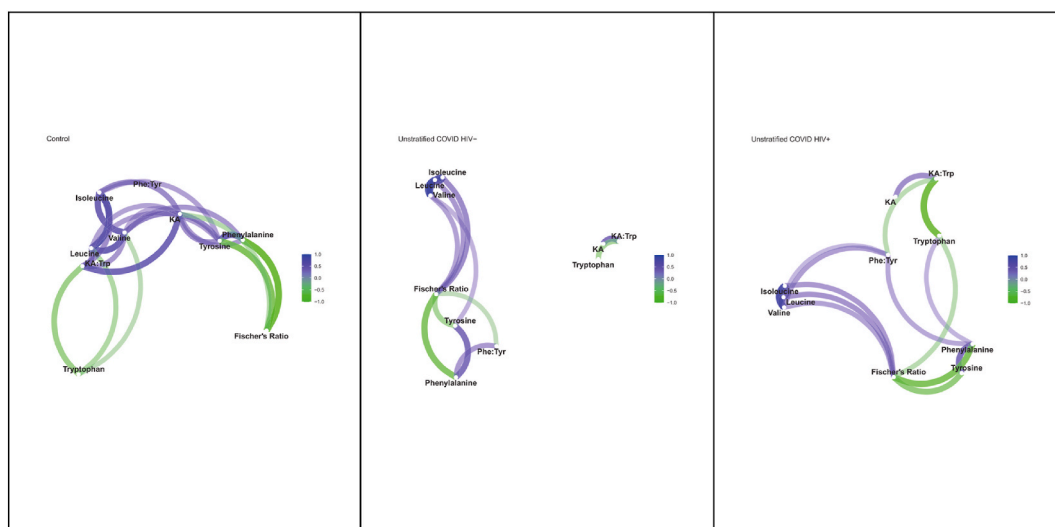 Control
Phe:Tyr
Isoleucine
KA
Valine
Phenylalanine
Tyrosine
Leucine
KA:Trp
Fischer's Ratio
Tryptophan
1.0
0.5
0.0
−0.5
−1.0
Unstratified COVID HIV−
Isoleucine
Leucine
Valine
KA:Trp
KA
Tryptophan
Fischer's Ratio
Tyrosine
Phe:Tyr
Phenylalanine
1.0
0.5
0.0
−0.5
−1.0
Unstratified COVID HIV+
KA:Trp
KA
Tryptophan
Phe:Tyr
Isoleucine
Leucine
Valine
Phenylalanine
Fischer's Ratio
Tyrosine
1.0
0.5
0.0
−0.5
−1.0